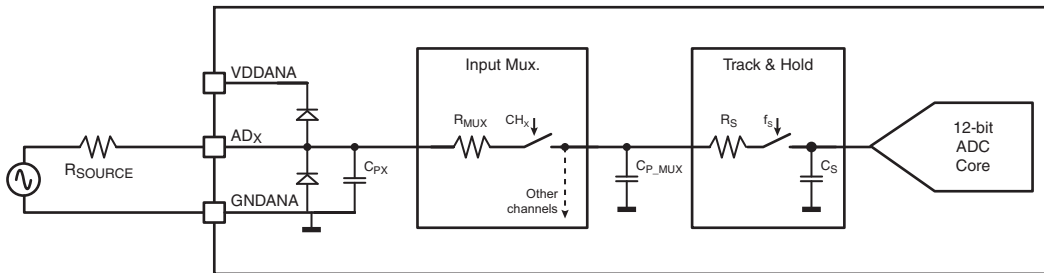 Input Mux.
Track & Hold
VDDANA
RMUX
CHX
RS
fS
ADX
12-bit
ADC
Core
RSOURCE
CPX
CP_MUX
CS
Other
channels
GNDANA